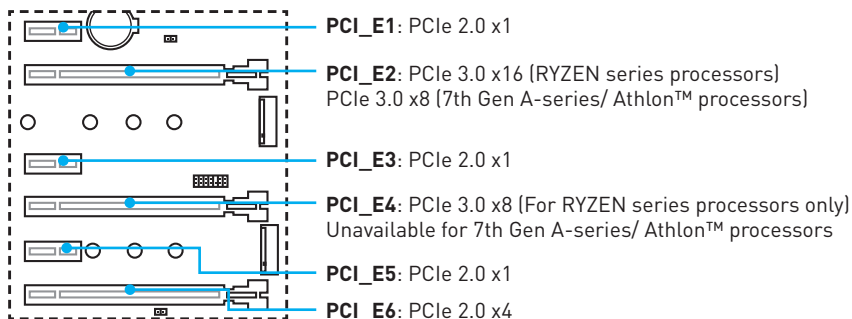 PCI_E1: PCIe 2.0 x1
PCI_E2: PCIe 3.0 x16 (RYZEN series processors)
PCIe 3.0 x8 (7th Gen A-series/ Athlon™ processors)
PCI_E3: PCIe 2.0 x1
PCI_E4: PCIe 3.0 x8 (For RYZEN series processors only)
Unavailable for 7th Gen A-series/ Athlon™ processors
PCI_E5: PCIe 2.0 x1
PCI_E6: PCIe 2.0 x4